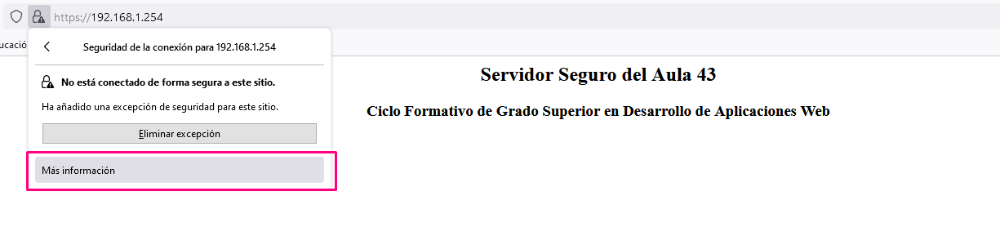 https://192.168.1.254
ucació
Seguridad de la conexión para 192.168.1.254
No está conectado de forma segura a este sitio.
Ha añadido una excepción de seguridad para este sitio.
Eliminar excepción
Más información
Servidor Seguro del Aula 43
Ciclo Formativo de Grado Superior en Desarrollo de Aplicaciones Web